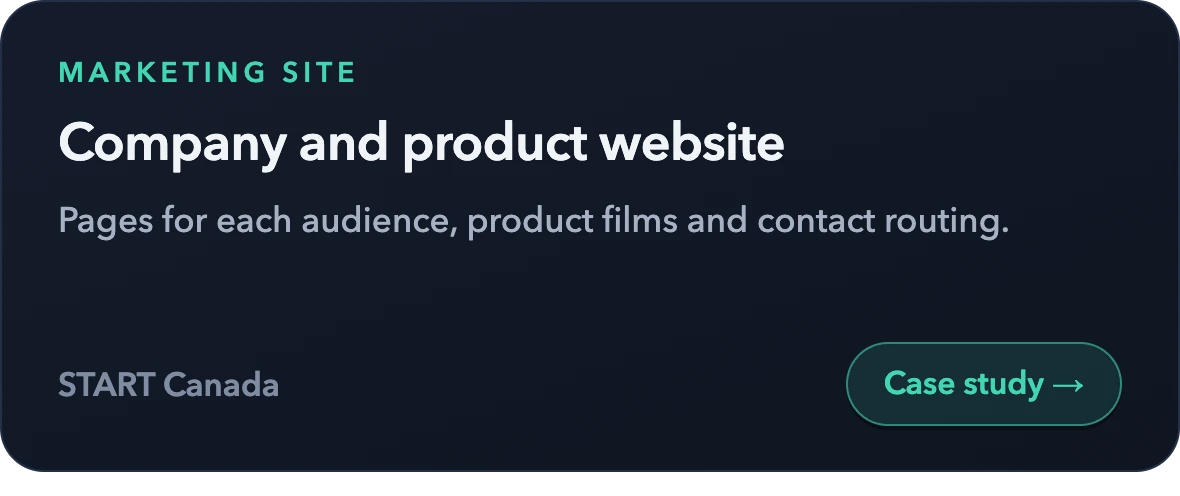 MARKETING SITE
Company and product website
Pages for each audience, product films and contact routing.
START Canada
Case study →